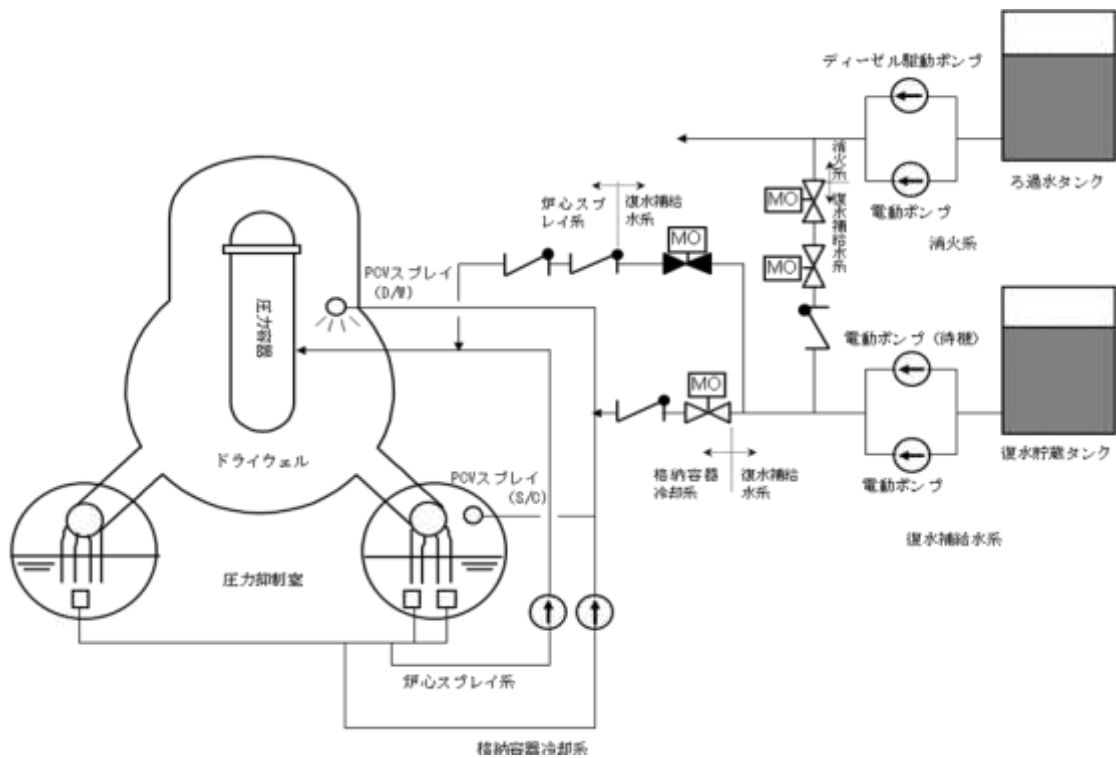 ディーゼル駆動ポンプ
ろ過水タンク
電動ポンプ
消火系
消火系
復水補給水系
MO
MO
炉心スプ
レイ系
復水補給
水系
MO
PCVスプレイ
(D/W)
圧力容器
電動ポンプ(待機)
MO
復水貯蔵タンク
電動ポンプ
格納容器
冷却系
復水補給
水系
ドライウェル
PCVスプレイ
(S/C)
復水補給水系
圧力抑制室
炉心スプレイ系
格納容器冷却系